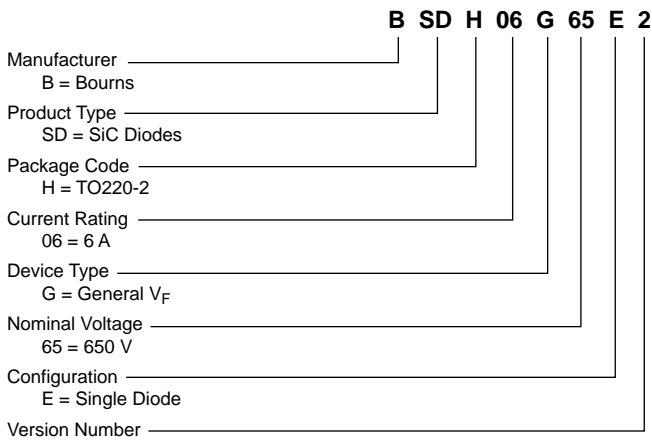 B SD H 06 G 65 E 2
Manufacturer
B = Bourns
Product Type
SD = SiC Diodes
Package Code
H = TO220-2
Current Rating
06 = 6 A
Device Type
G = General VF
Nominal Voltage
65 = 650 V
Configuration
E = Single Diode
Version Number